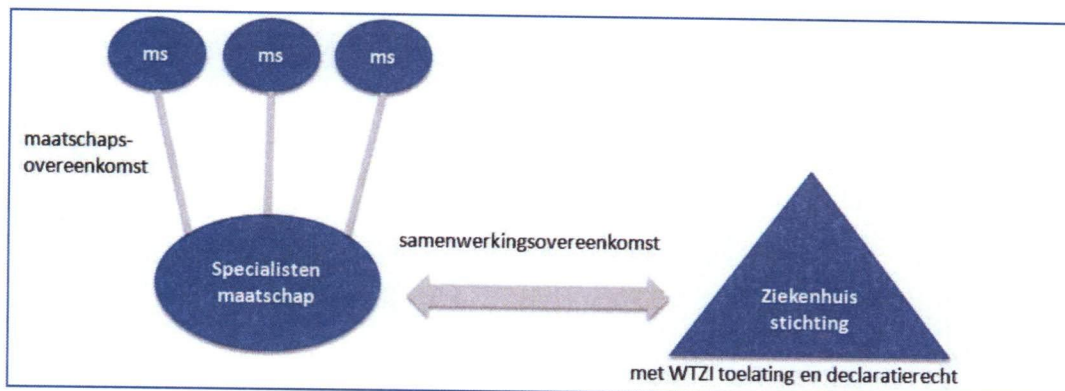 ms ms ms
maatschaps-
overeenkomst
samenwerkingsovereenkomst
Specialisten
maatschap
Ziekenhuis
stichting
met WTZI toelating en declaratierecht